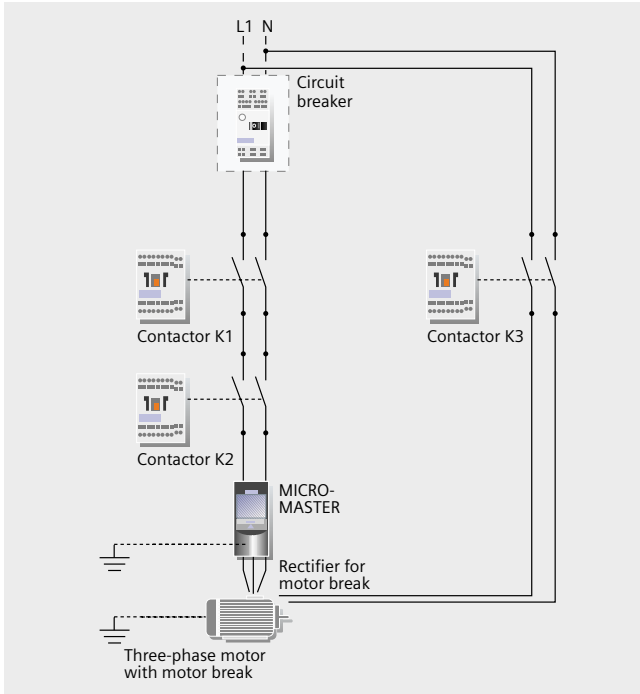 L1 N
Circuit
breaker
Contactor K1
Contactor K3
Contactor K2
MICRO-
MASTER
Rectifier for
motor break
Three-phase motor
with motor break